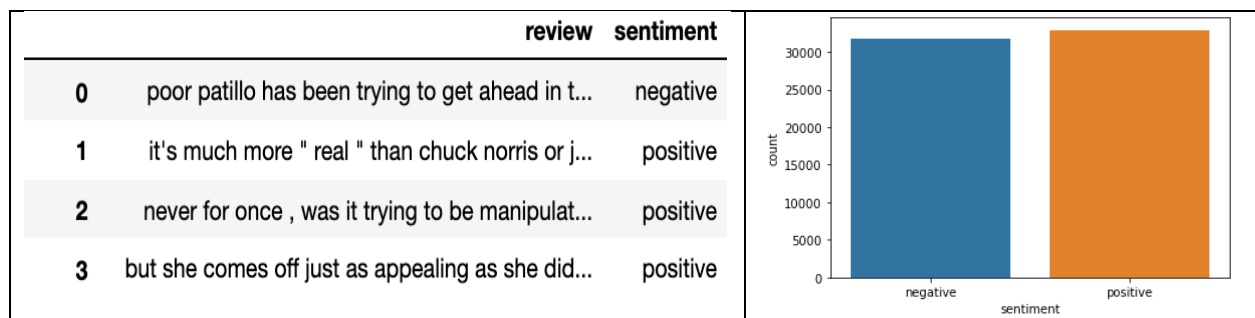 review sentiment
0 poor patillo has been trying to get ahead in t... negative
1 it's much more " real " than chuck norris or j... positive
2 never for once , was it trying to be manipulat... positive
3 but she comes off just as appealing as she did... positive
30000
25000
20000
15000
10000
5000
0
count
negative positive
sentiment